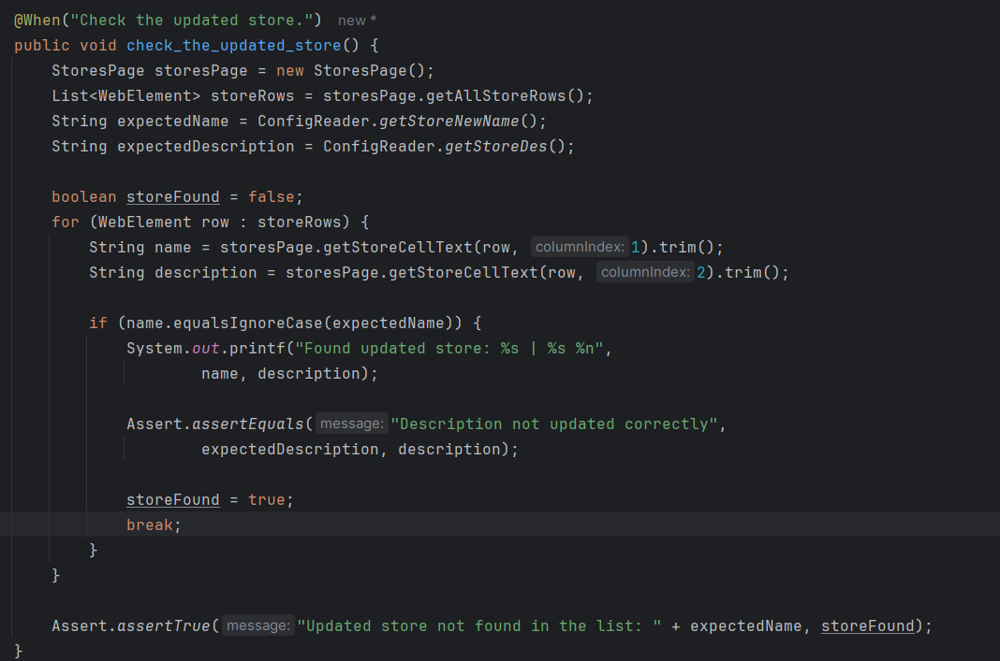 @When("Check the updated store.") new *
public void check_the_updated_store() {
StoresPage storesPage = new StoresPage();
List<WebElement> storeRows = storesPage.getAllStoreRows();
String expectedName = ConfigReader.getStoreNewName();
String expectedDescription = ConfigReader.getStoreDes();
boolean storeFound = false;
for (WebElement row : storeRows) {
String name = storesPage.getStoreCellText(row, columnIndex: 1).trim();
String description = storesPage.getStoreCellText(row, columnIndex: 2).trim();
if (name.equalsIgnoreCase(expectedName)) {
System.out.printf("Found updated store: %s | %s %n",
name, description);
Assert.assertEquals( message: "Description not updated correctly",
expectedDescription, description);
storeFound = true;
break;
}
}
Assert.assertTrue( message: "Updated store not found in the list: " + expectedName, storeFound);
}